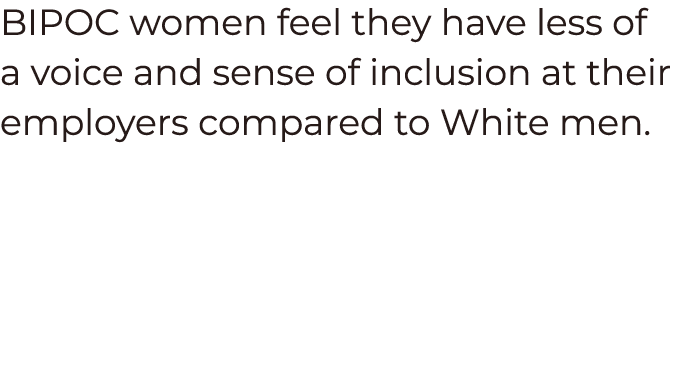 BIPOC women feel they have less of
a voice and sense of inclusion at their
employers compared to White men.